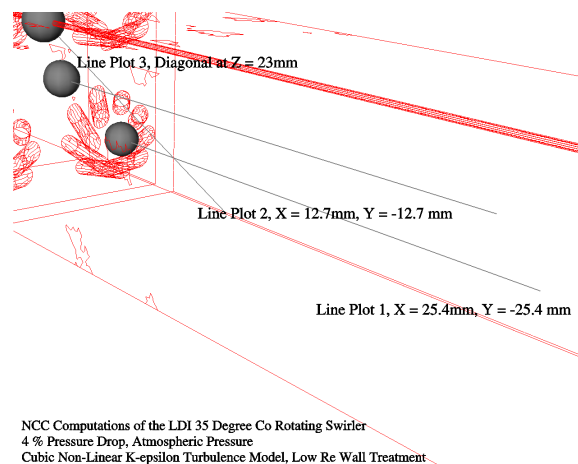 Line Plot 3, Diagonal at Z = 23mm
Line Plot 2, X = 12.7mm, Y = -12.7 mm
Line Plot 1, X = 25.4mm, Y = -25.4 mm
NCC Computations of the LDI 35 Degree Co Rotating Swirler
4 % Pressure Drop, Atmospheric Pressure
Cubic Non-Linear K-epsilon Turbulence Model, Low Re Wall Treatment